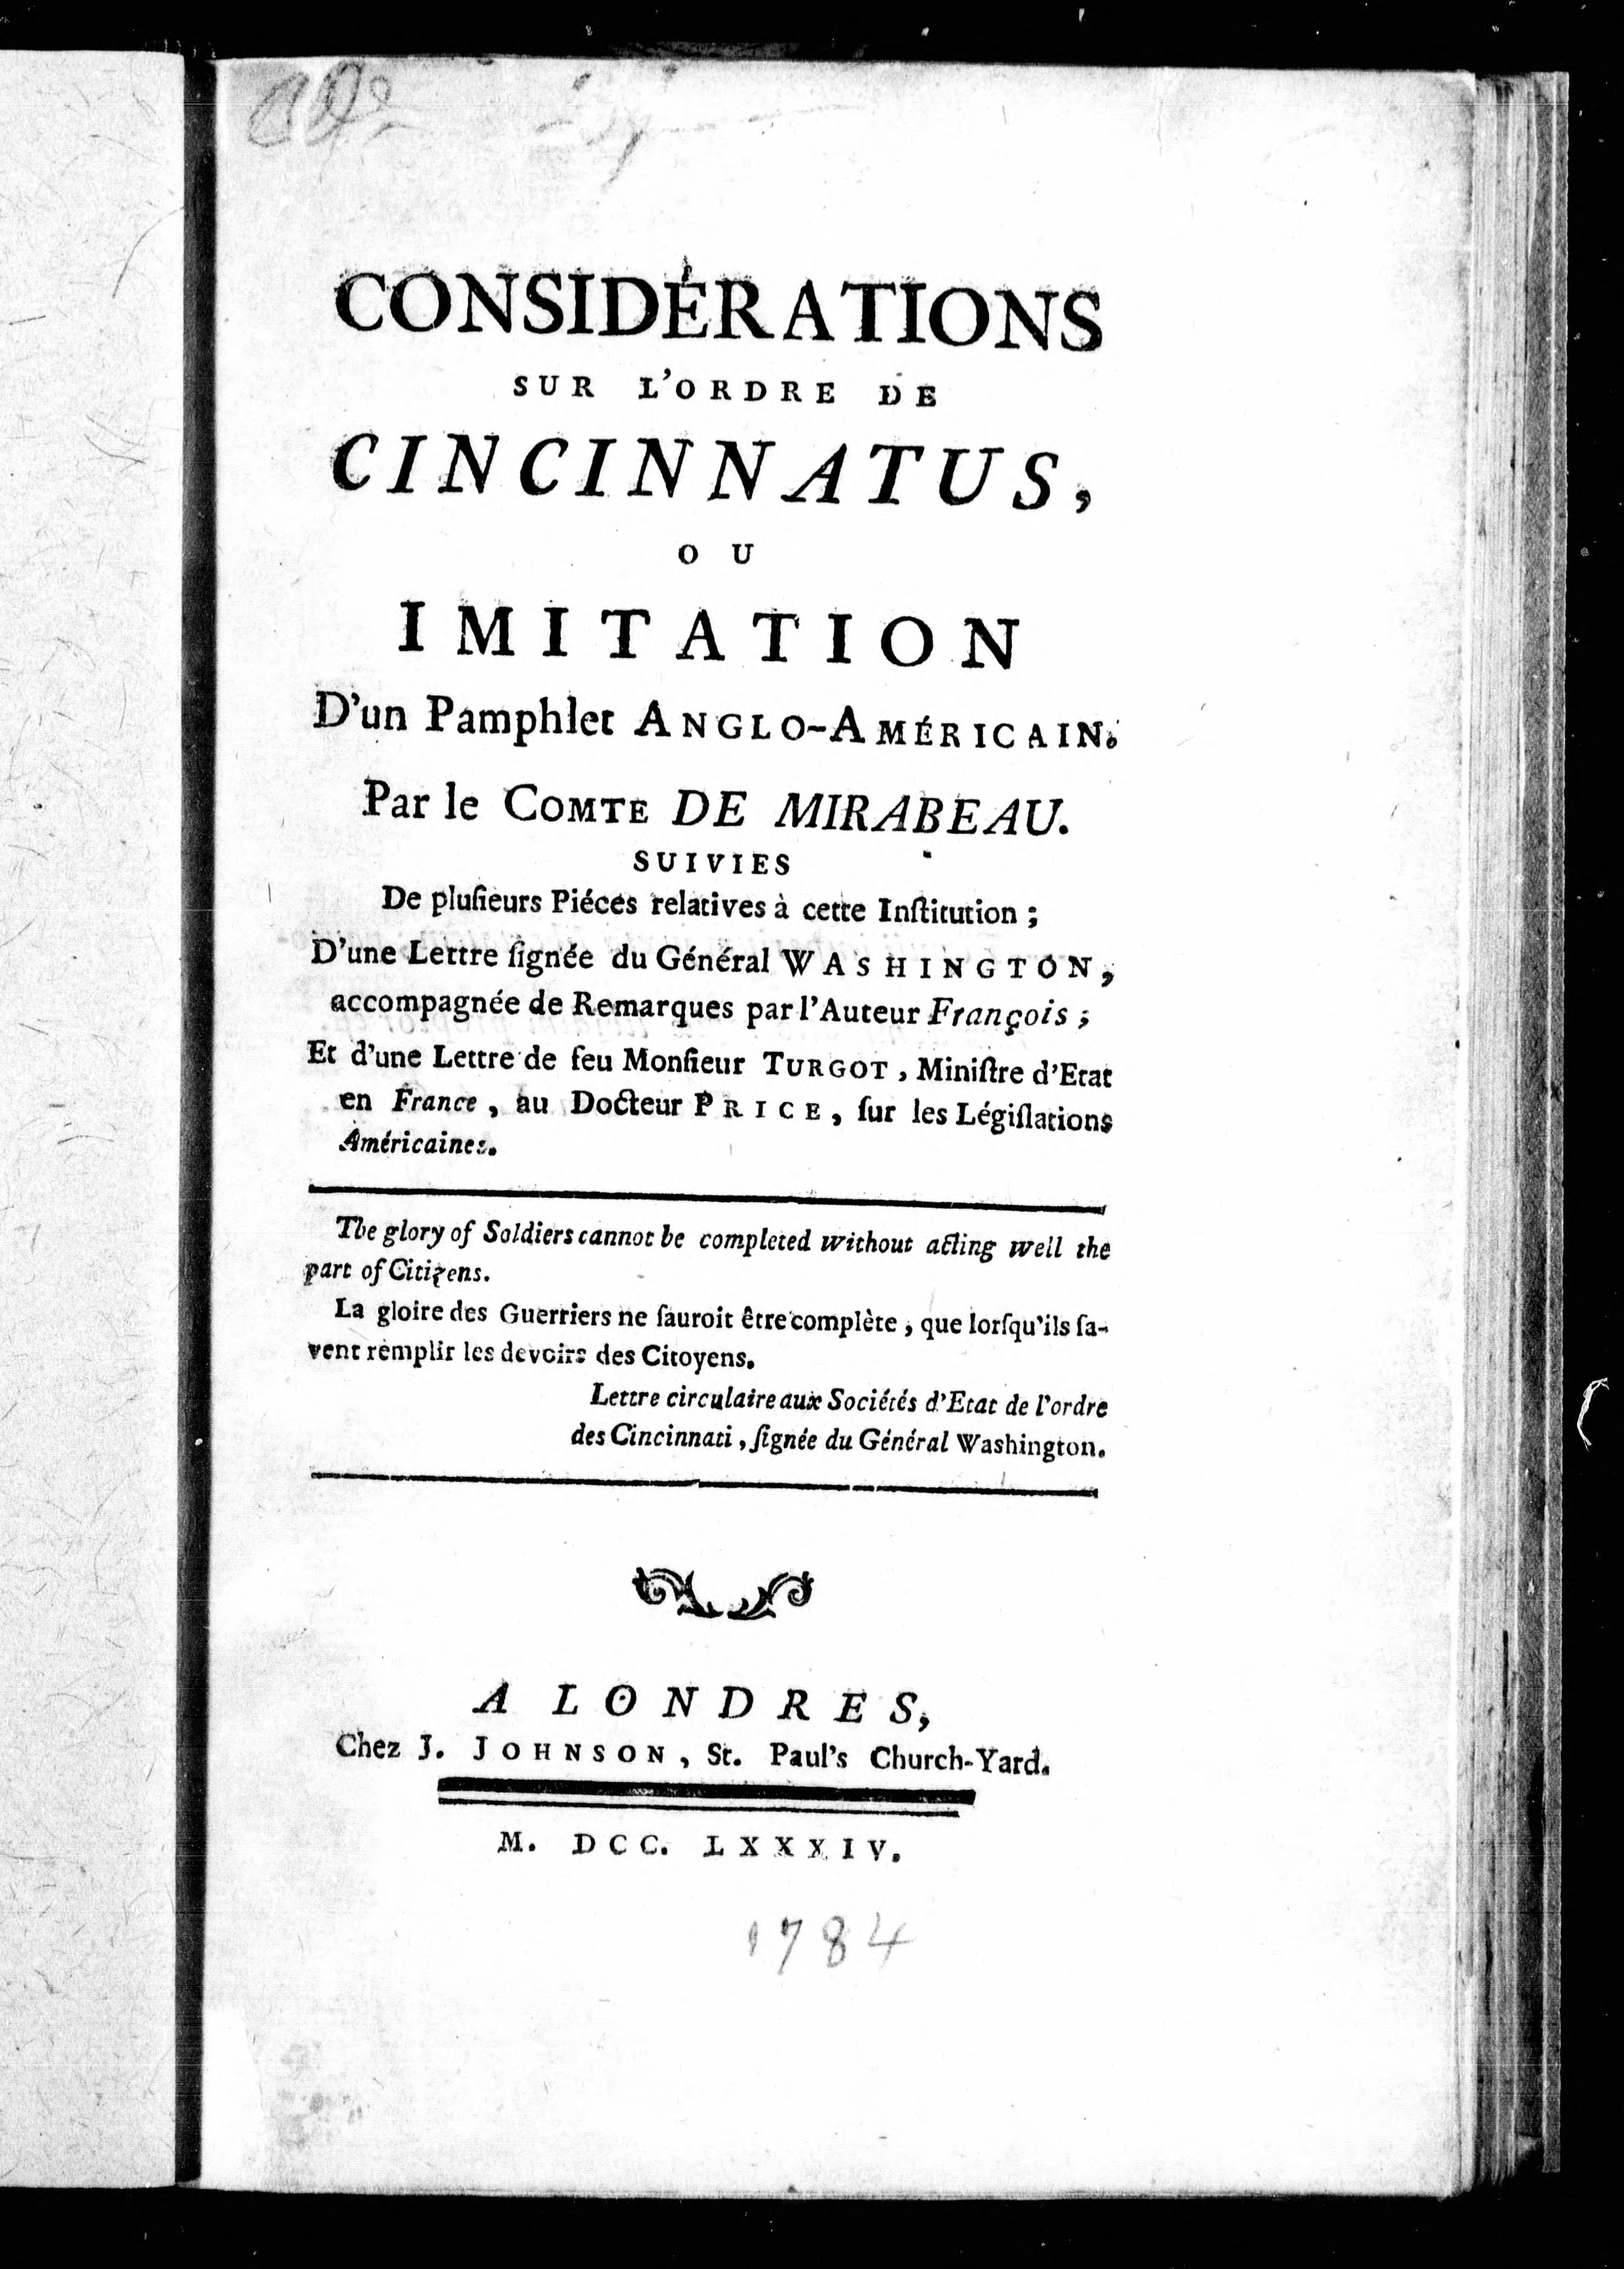 CONSIDÉRATIONS
SUR L'ORDRE DE
CINCINNATUS,
OU
IMITATION
D'un Pamphlet ANGLO-AMÉRICAIN.
Par le COMTE DE MIRABEAU.
SUIVIES
De pluſieurs Piéces relatives à cette Inſtitution ;
D'une Lettre ſignée du Général WASHINGTON,
accompagnée de Remarques par l'Auteur François ;
Et d'une Lettre de feu Monſieur TURGOT, Miniſtre d'Etat
en France, au Docteur PRICE, ſur les Légiſlations
Américaines.
The glory of Soldiers cannot be completed without acting well the
part of Citizens.
La gloire des Guerriers ne ſauroit être complète, que lorſqu'ils ſa-
vent remplir les devoirs des Citoyens.
Lettre circulaire aux Sociétés d'Etat de l'ordre
des Cincinnati, ſignée du Général Washington.
A LONDRES,
Chez J. JOHNSON, St. Paul's Church-Yard.
M. DCC. LXXXIV.
1784